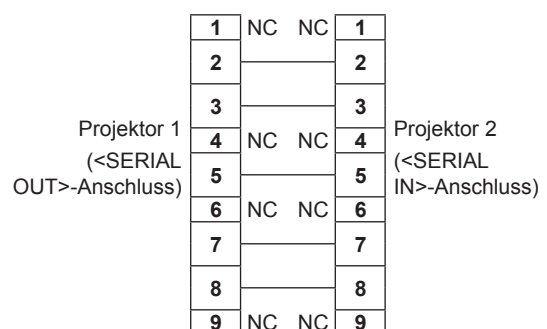 1 NC NC 1
2 2
3 3
Projektor 1
(<SERIAL
OUT>-Anschluss)
4 NC NC 4
Projektor 2
(<SERIAL
IN>-Anschluss)
5 5
6 NC NC 6
7 7
8 8
9 NC NC 9